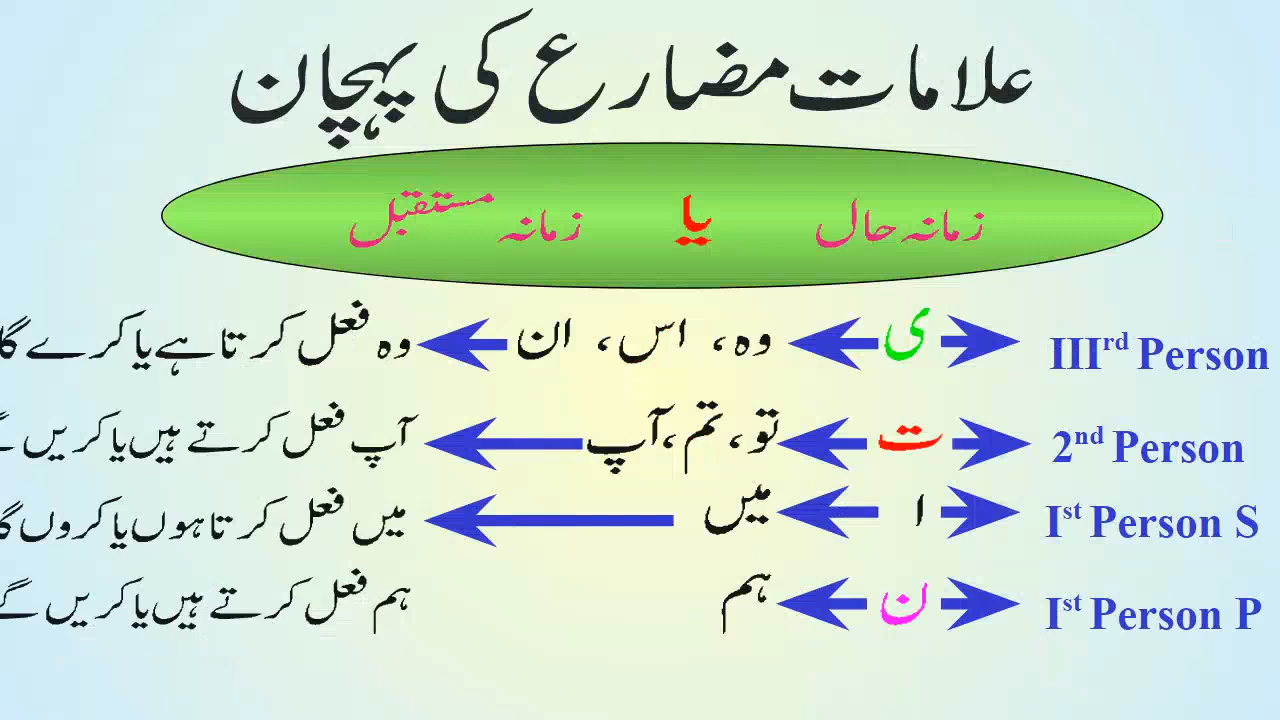 علامات مضارع کی پہچان
زمانہ حال یا زمانہ مستقبل
IIIrd Person ی وہ، اس، ان وہ فعل کرتا ہے یا کرے گا
2nd Person ت تو، تم، آپ آپ فعل کرتے ہیں یا کریں
Ist Person S ا میں میں فعل کرتا ہوں یا کروں گا
Ist Person P ن ہم ہم فعل کرتے ہیں یا کریں گے